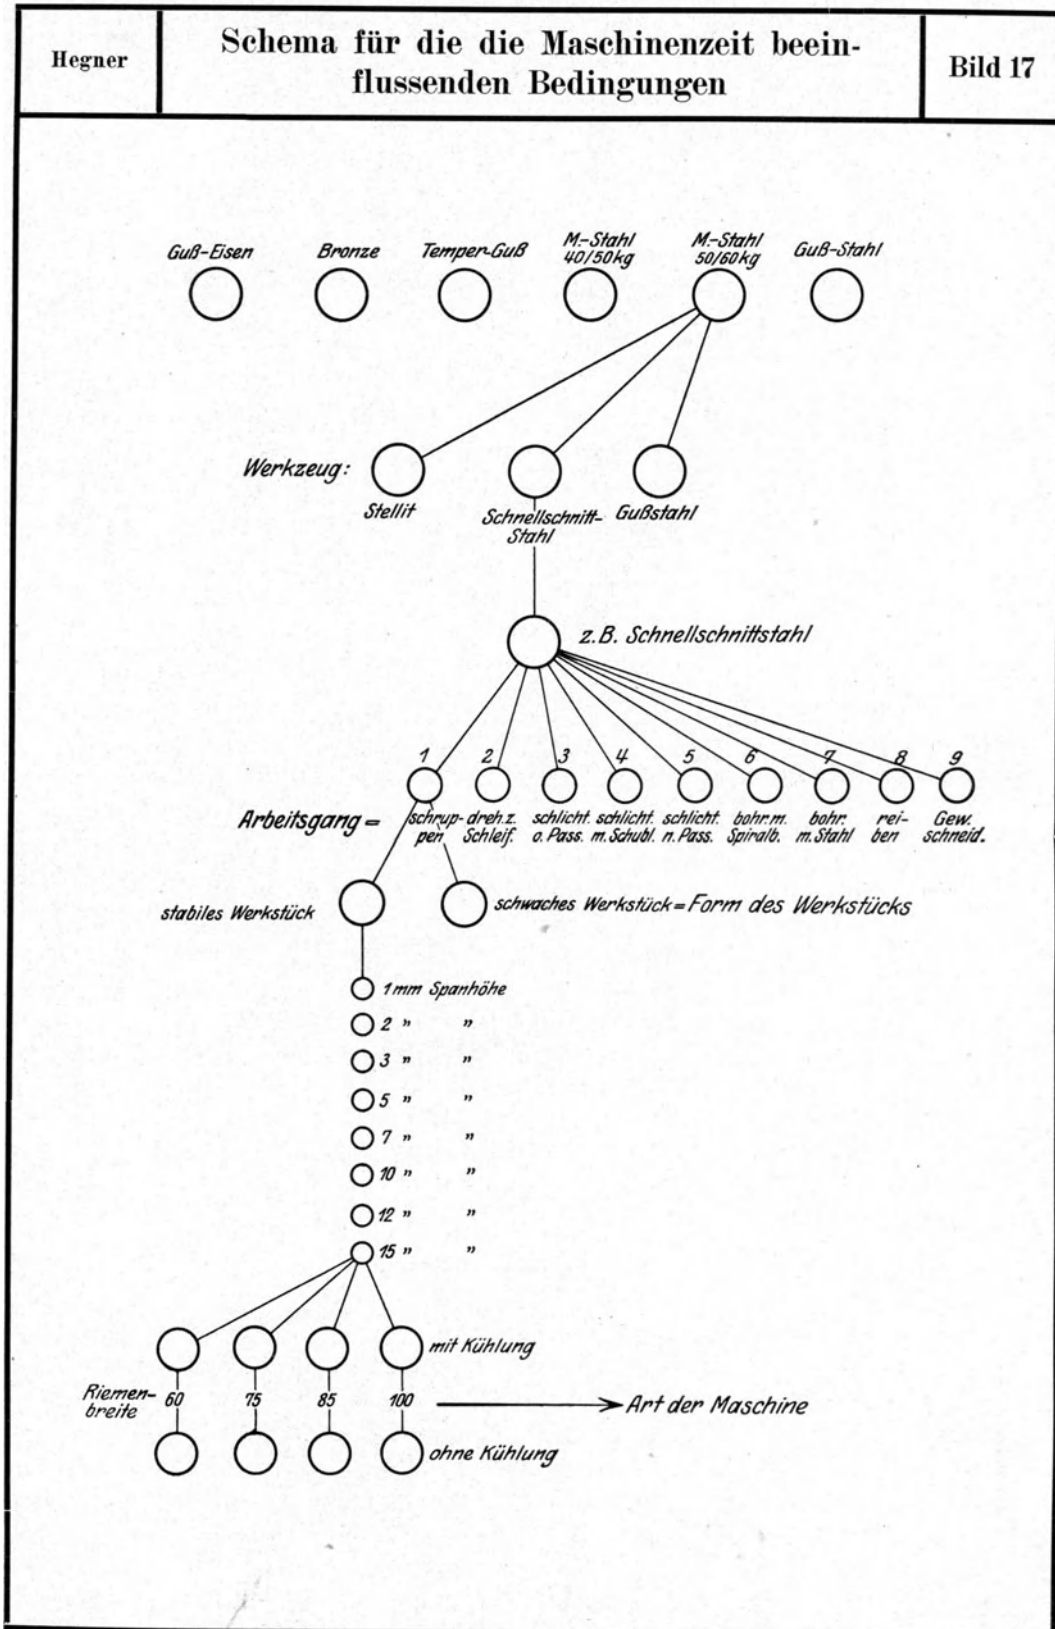 Hegner
Schema für die die Maschinenzeit beein-
flussenden Bedingungen
Bild 17
Guß-Eisen
Bronze
Temper-Guß
M.-Stahl
40/50kg
M.-Stahl
50/60kg
Guß-Stahl
Werkzeug:
Stellit
Schnellschnitt-
Stahl
Gußstahl
z.B. Schnellschnittstahl
1 2 3 4 5 6 7 8 9
Arbeitsgang =
schrup-
pen
dreh.z.
Schleif.
schlicht.
o. Pass.
schlicht.
m. Schubl.
schlicht.
n. Pass.
bohr. m.
Spiralb.
bohr.
m. Stahl
rei-
ben
Gew.
schneid.
stabiles Werkstück
schwaches Werkstück = Form des Werkstücks
1 mm Spanhöhe
2 " "
3 " "
5 " "
7 " "
10 " "
12 " "
15 " "
mit Kühlung
Riemen-
breite
60 75 85 100
Art der Maschine
ohne Kühlung